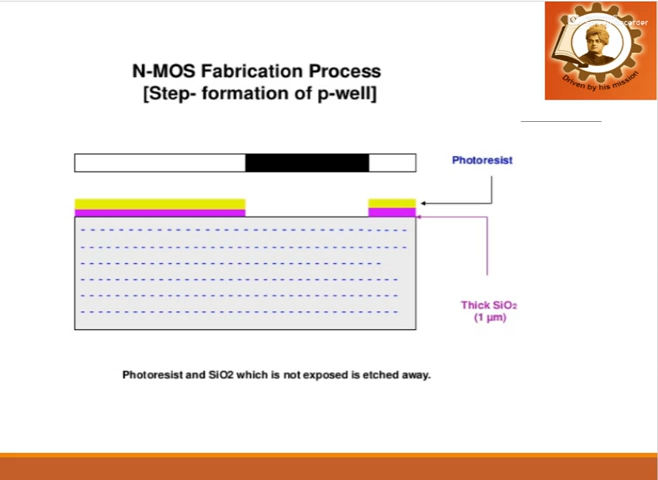 N-MOS Fabrication Process
[Step- formation of p-well]
Photoresist
Thick SiO2
(1 µm)
Photoresist and SiO2 which is not exposed is etched away.
Driven by his mission